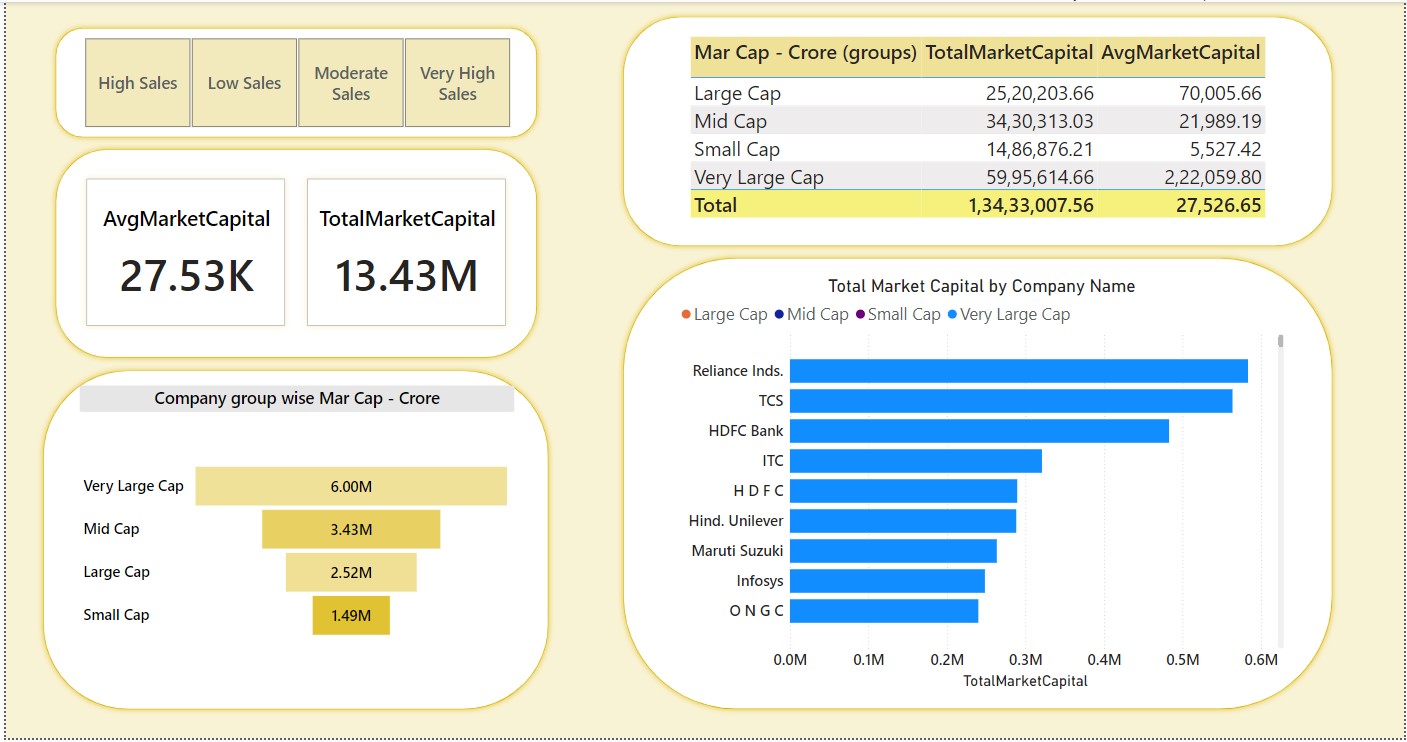 High Sales
Low Sales
Moderate
Sales
Very High
Sales
AvgMarketCapital
27.53K
TotalMarketCapital
13.43M
Company group wise Mar Cap - Crore
Very Large Cap 6.00M
Mid Cap 3.43M
Large Cap 2.52M
Small Cap 1.49M
Mar Cap - Crore (groups) TotalMarketCapital AvgMarketCapital
Large Cap 25,20,203.66 70,005.66
Mid Cap 34,30,313.03 21,989.19
Small Cap 14,86,876.21 5,527.42
Very Large Cap 59,95,614.66 2,22,059.80
Total 1,34,33,007.56 27,526.65
Total Market Capital by Company Name
Large Cap Mid Cap Small Cap Very Large Cap
Reliance Inds.
TCS
HDFC Bank
ITC
H D F C
Hind. Unilever
Maruti Suzuki
Infosys
O N G C
0.0M 0.1M 0.2M 0.3M 0.4M 0.5M 0.6M
TotalMarketCapital